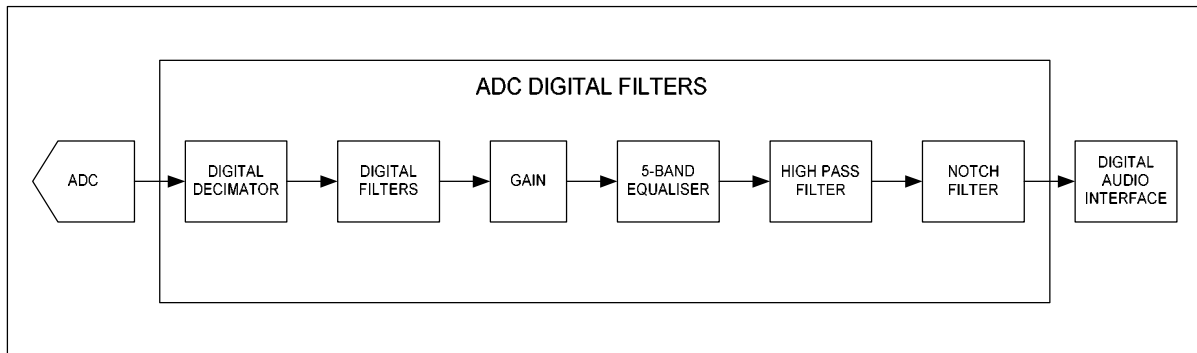 ADC DIGITAL FILTERS
ADC
DIGITAL
DECIMATOR
DIGITAL
FILTERS
GAIN
5-BAND
EQUALISER
HIGH PASS
FILTER
NOTCH
FILTER
DIGITAL
AUDIO
INTERFACE